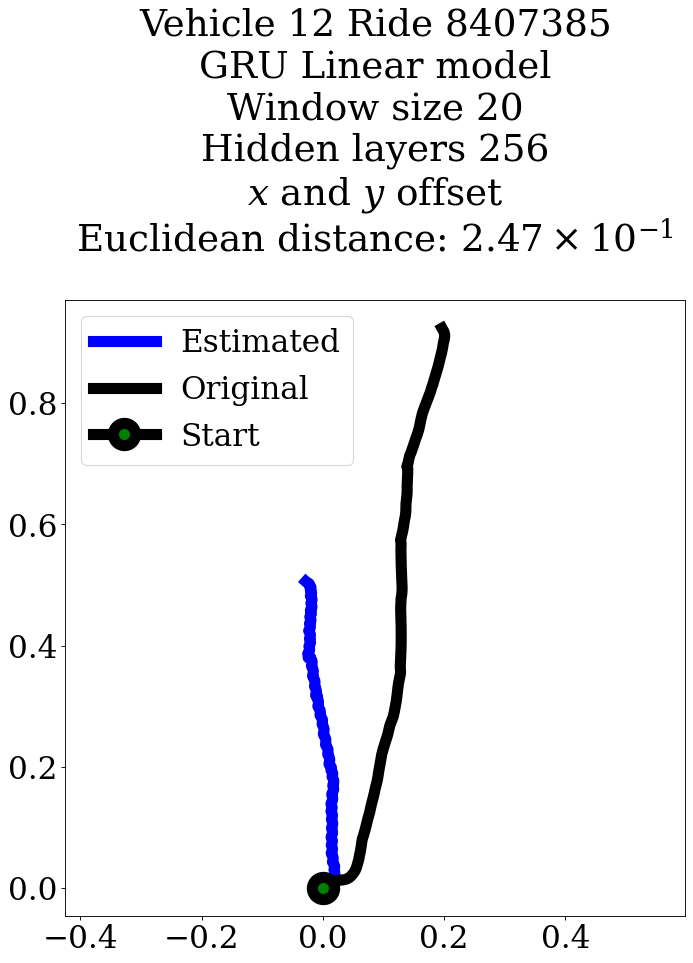 Vehicle 12 Ride 8407385
GRU Linear model
Window size 20
Hidden layers 256
x and y offset
Euclidean distance: 2.47 × 10⁻¹
Estimated
Original
Start
0.8
0.6
0.4
0.2
0.0
−0.4 −0.2 0.0 0.2 0.4